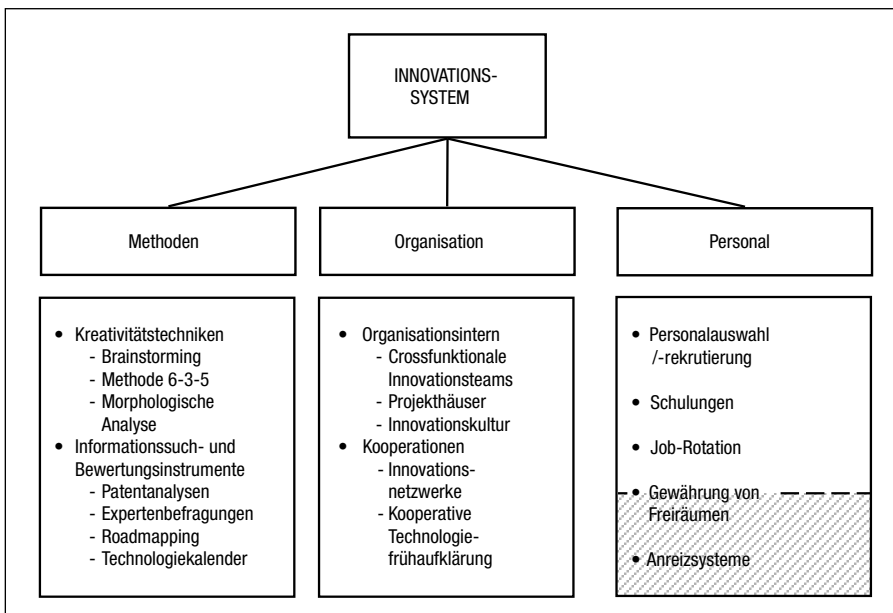 INNOVATIONS-
SYSTEM
Methoden
Organisation
Personal
• Kreativitätstechniken
- Brainstorming
- Methode 6-3-5
- Morphologische
Analyse
• Informationssuch- und
Bewertungsinstrumente
- Patentanalysen
- Expertenbefragungen
- Roadmapping
- Technologiekalender
• Organisationsintern
- Crossfunktionale
Innovationsteams
- Projekthäuser
- Innovationskultur
• Kooperationen
- Innovations-
netzwerke
- Kooperative
Technologie-
frühaufklärung
• Personalauswahl
/-rekrutierung
• Schulungen
• Job-Rotation
• Gewährung von
Freiräumen
• Anreizsysteme